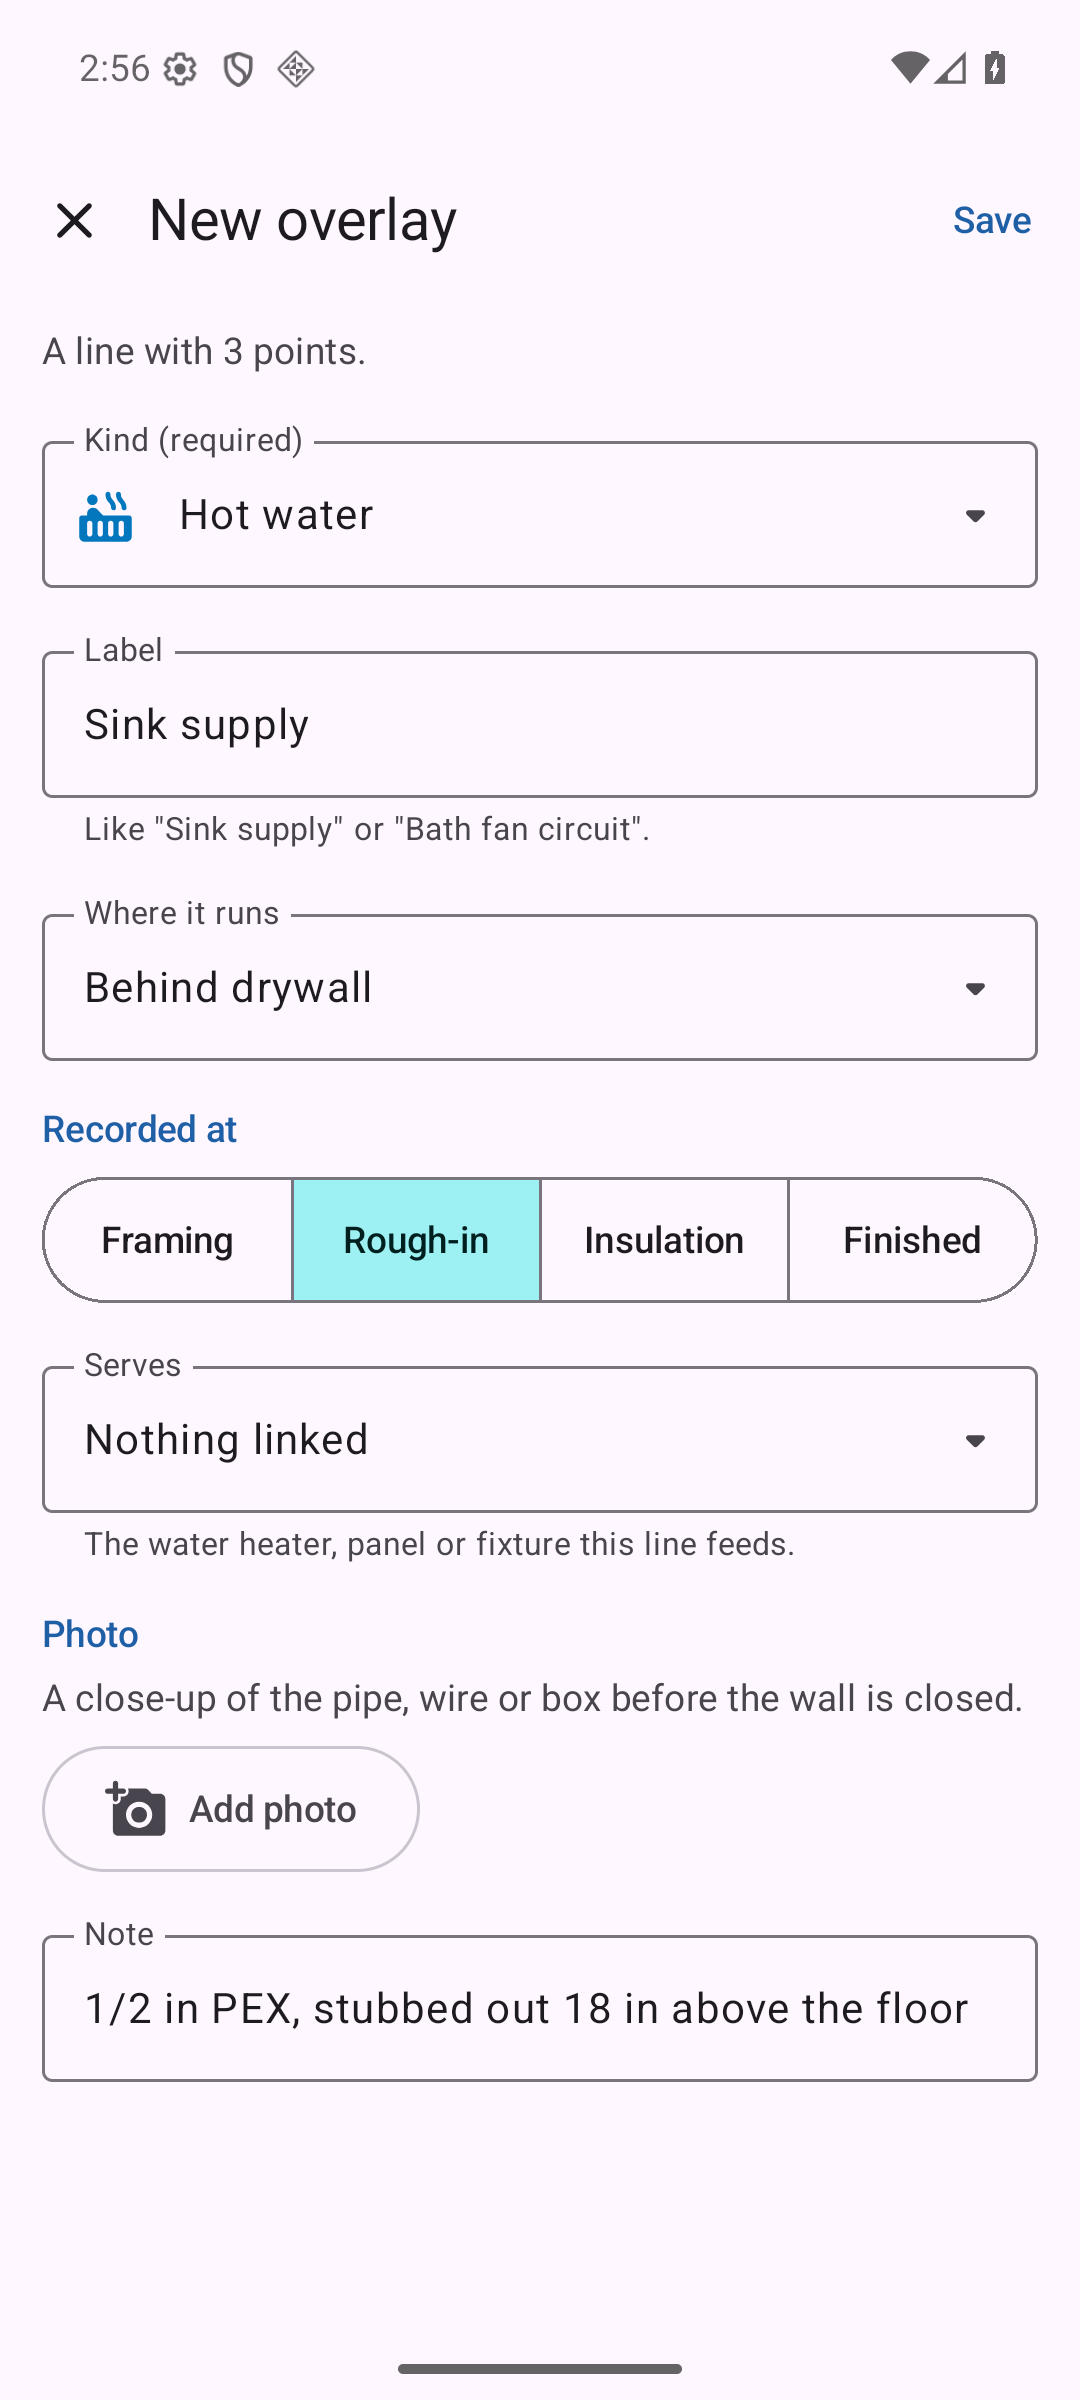 2:56
New overlay
Save
A line with 3 points.
Kind (required)
Hot water
Label
Sink supply
Like "Sink supply" or "Bath fan circuit".
Where it runs
Behind drywall
Recorded at
Framing
Rough-in
Insulation
Finished
Serves
Nothing linked
The water heater, panel or fixture this line feeds.
Photo
A close-up of the pipe, wire or box before the wall is closed.
Add photo
Note
1/2 in PEX, stubbed out 18 in above the floor